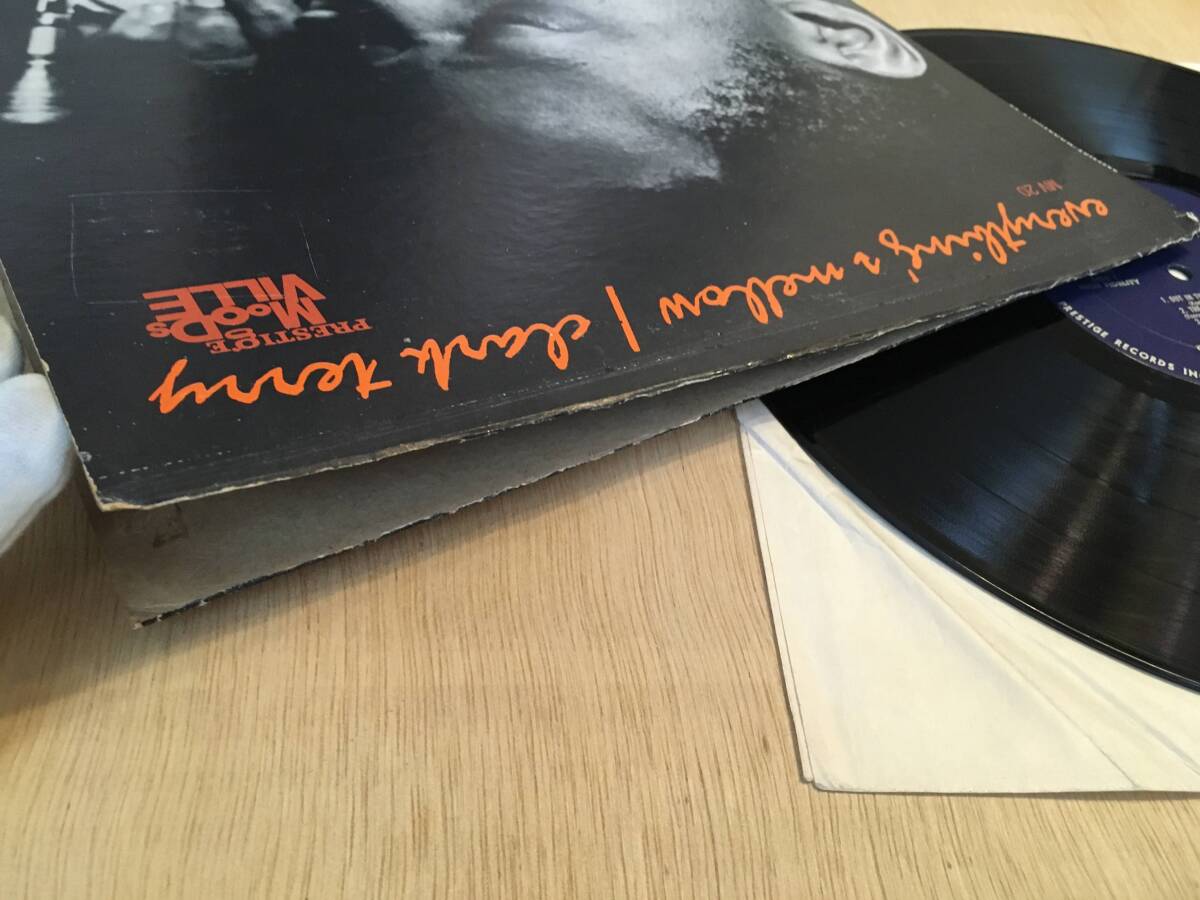 MV 20
everything's mellow / clark terry
PRESTIGE
MOODS
VILLE
PRESTIGE RECORDS INC